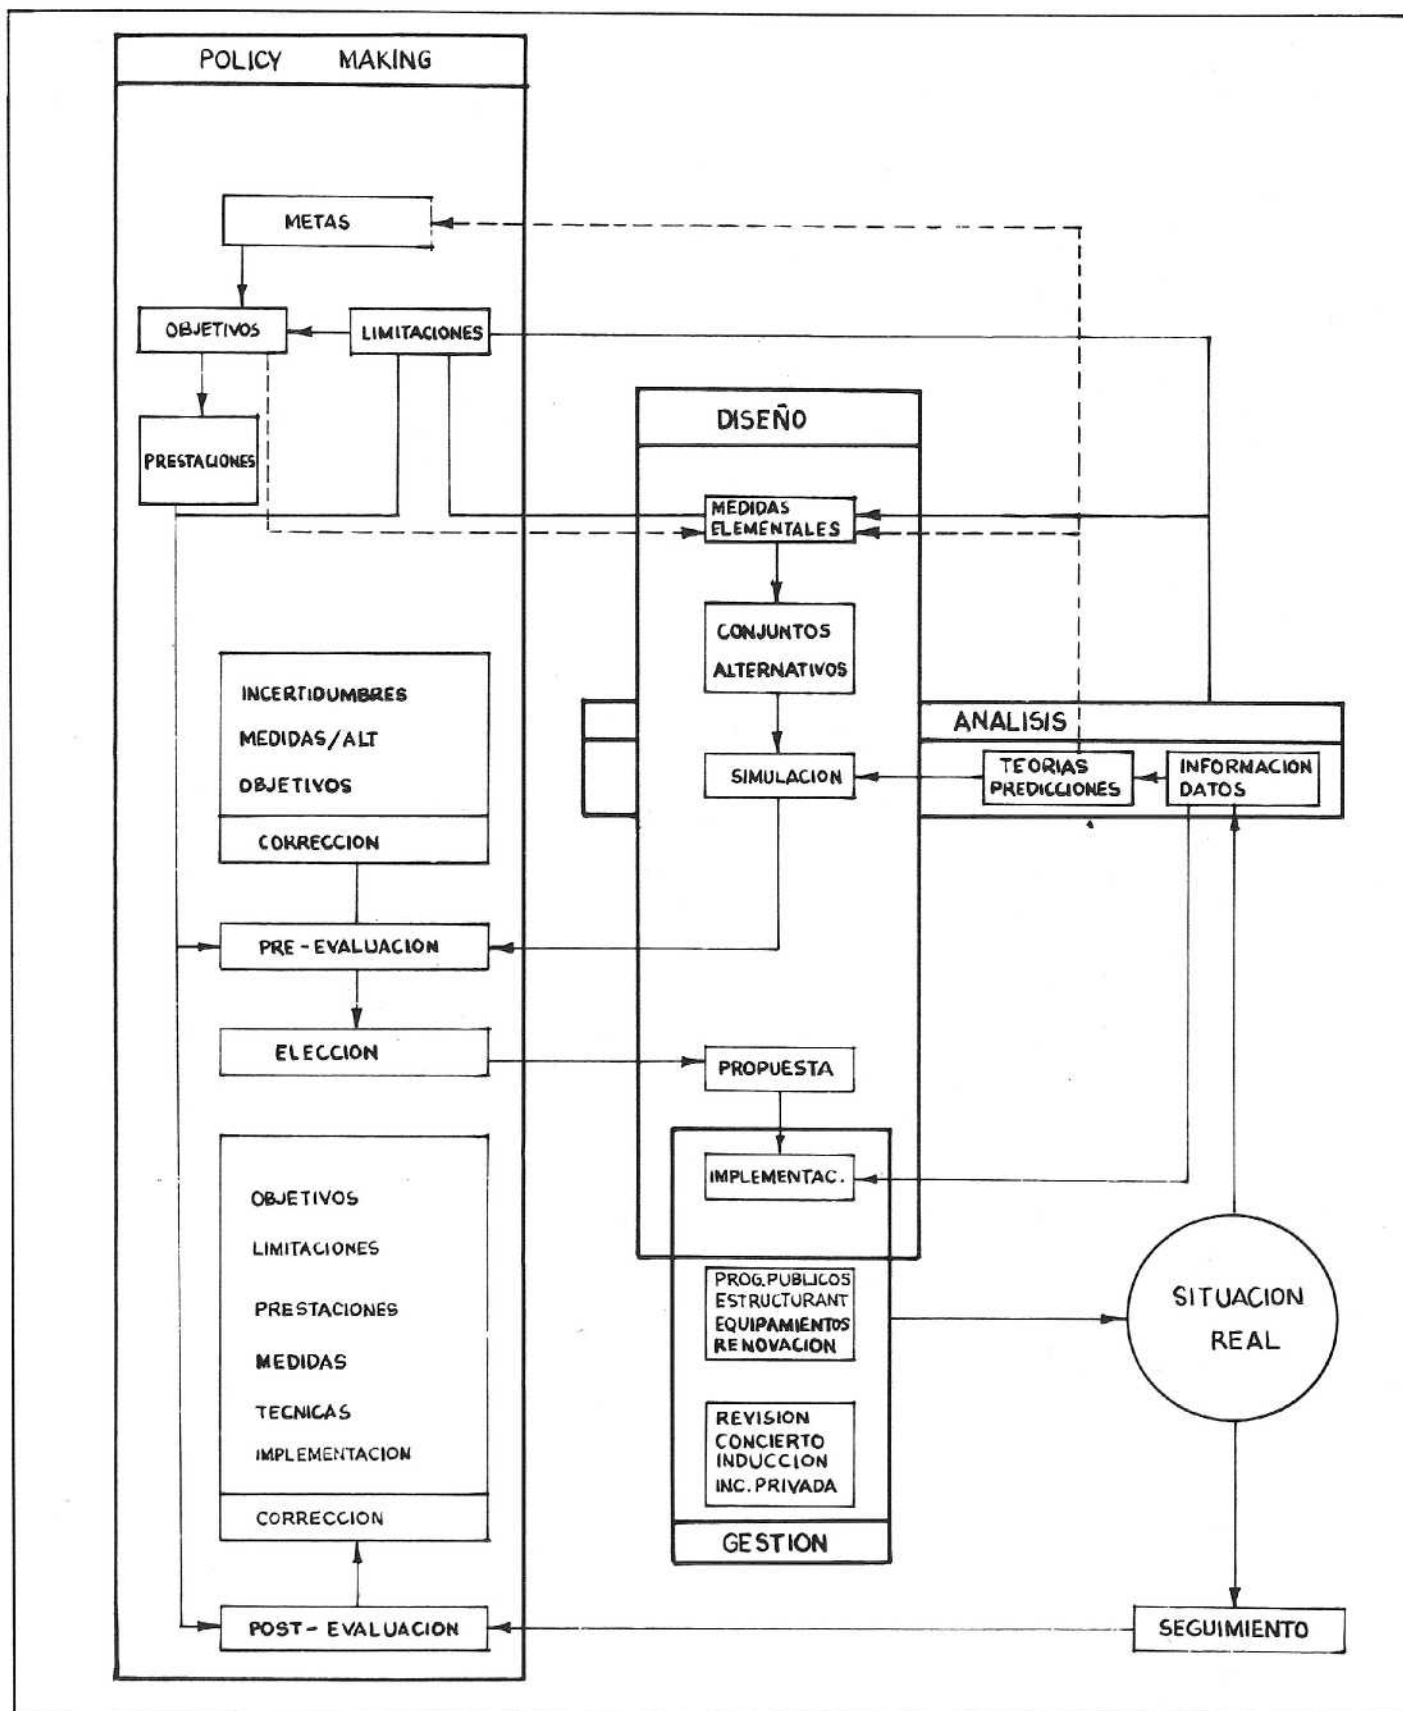 POLICY MAKING
METAS
OBJETIVOS
LIMITACIONES
PRESTACIONES
INCERTIDUMBRES
MEDIDAS/ALT
OBJETIVOS
CORRECCION
PRE-EVALUACION
ELECCION
OBJETIVOS
LIMITACIONES
PRESTACIONES
MEDIDAS
TECNICAS
IMPLEMENTACION
CORRECCION
POST-EVALUACION
DISEÑO
MEDIDAS
ELEMENTALES
CONJUNTOS
ALTERNATIVOS
SIMULACION
PROPUESTA
IMPLEMENTAC.
PROG.PUBLICOS
ESTRUCTURANT
EQUIPAMIENTOS
RENOVACIÓN
REVISION
CONCIERTO
INDUCCION
INC.PRIVADA
GESTION
ANALISIS
TEORIAS
PREDICCIONES
INFORMACION
DATOS
SITUACION
REAL
SEGUIMIENTO